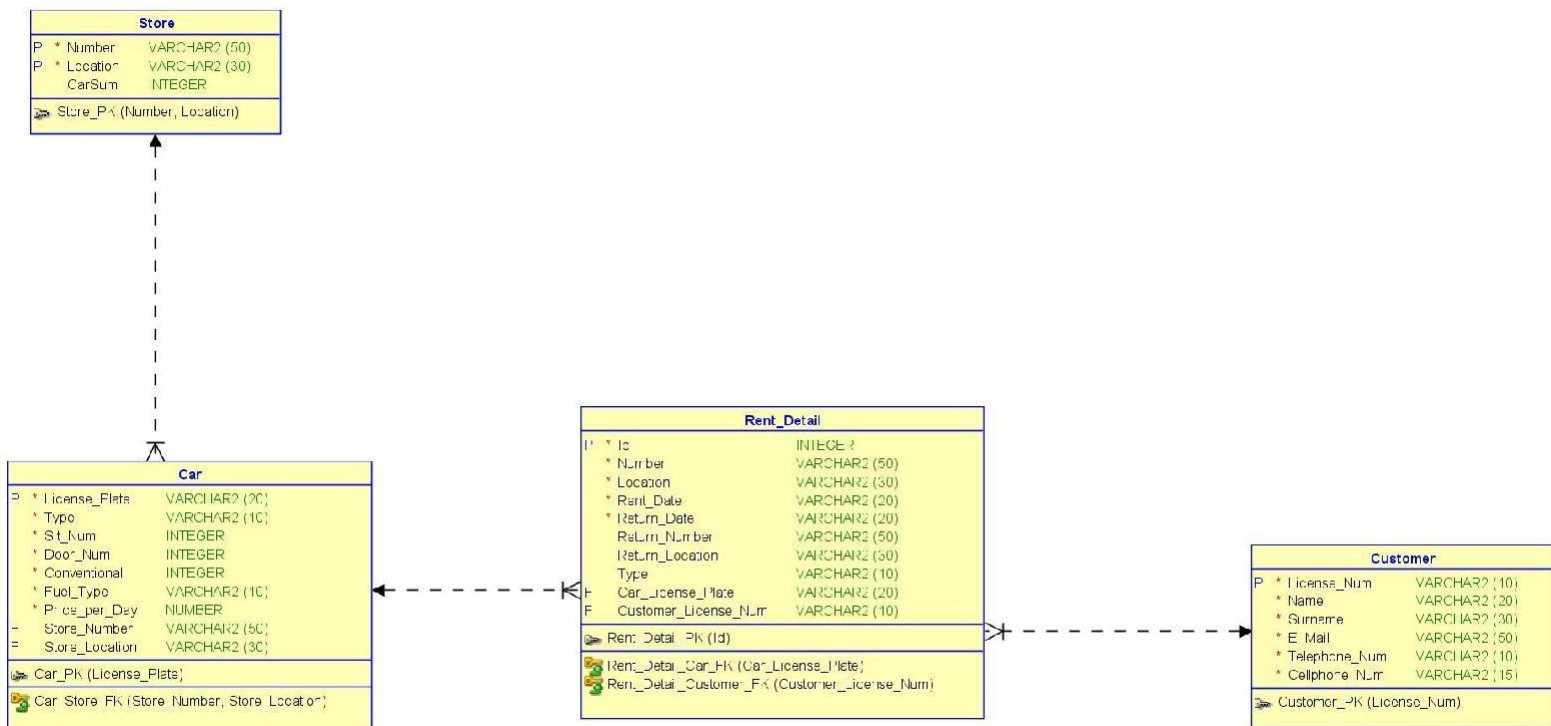 Store
P * Number VARCHAR2 (50)
P * Location VARCHAR2 (30)
CarSum INTEGER
Store_PK (Number, Location)
Car
P * License_Plate VARCHAR2 (20)
* Type VARCHAR2 (10)
* Sit_Num INTEGER
* Door_Num INTEGER
* Conventional INTEGER
* Fuel_Type VARCHAR2 (10)
* Price_per_Day NUMBER
F Store_Number VARCHAR2 (50)
F Store_Location VARCHAR2 (30)
Car_PK (License_Plate)
Car_Store_FK (Store_Number, Store_Location)
Rent_Detail
P * Id INTEGER
* Number VARCHAR2 (50)
* Location VARCHAR2 (30)
* Rent_Date VARCHAR2 (20)
* Return_Date VARCHAR2 (20)
Return_Number VARCHAR2 (50)
Return_Location VARCHAR2 (30)
Type VARCHAR2 (10)
F Car_License_Plate VARCHAR2 (20)
F Customer_License_Num VARCHAR2 (10)
Rent_Detail_PK (Id)
Rent_Detail_Car_FK (Car_License_Plate)
Rent_Detail_Customer_FK (Customer_License_Num)
Customer
P * License_Num VARCHAR2 (10)
* Name VARCHAR2 (20)
* Surname VARCHAR2 (30)
* E_Mail VARCHAR2 (50)
* Telephone_Num VARCHAR2 (10)
* Cellphone_Num VARCHAR2 (15)
Customer_PK (License_Num)